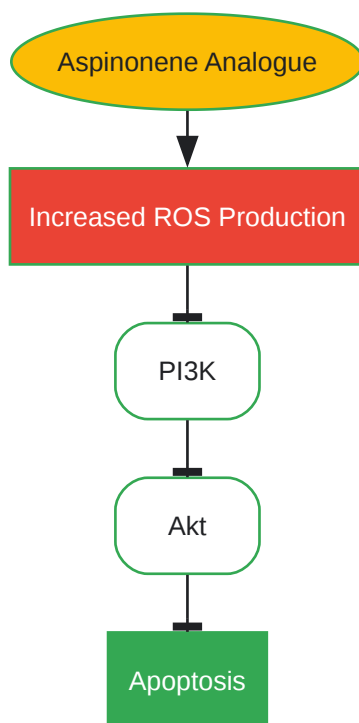 Aspinonene Analogue
Increased ROS Production
PI3K
Akt
Apoptosis